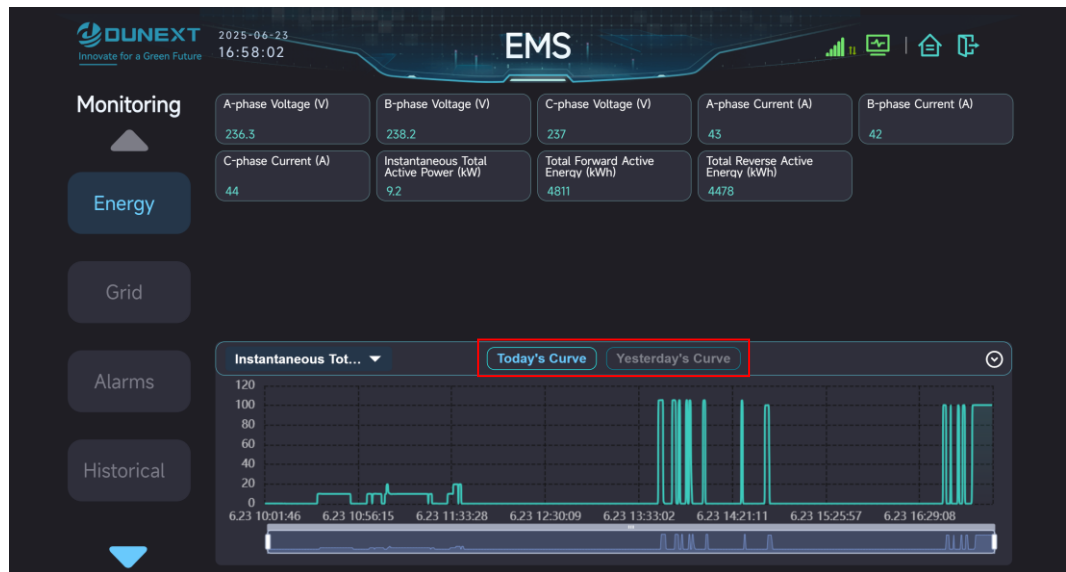 DUNEXT
Innovate for a Green Future
2025-06-23
16:58:02
EMS
Monitoring
Energy
Grid
Alarms
Historical
A-phase Voltage (V)
236.3
B-phase Voltage (V)
238.2
C-phase Voltage (V)
237
A-phase Current (A)
43
B-phase Current (A)
42
C-phase Current (A)
44
Instantaneous Total
Active Power (kW)
9.2
Total Forward Active
Energy (kWh)
4811
Total Reverse Active
Energy (kWh)
4478
Instantaneous Tot...
Today's Curve
Yesterday's Curve
120
100
80
60
40
20
0
6.23 10:01:46 6.23 10:56:15 6.23 11:33:28 6.23 12:30:09 6.23 13:33:02 6.23 14:21:11 6.23 15:25:57 6.23 16:29:08